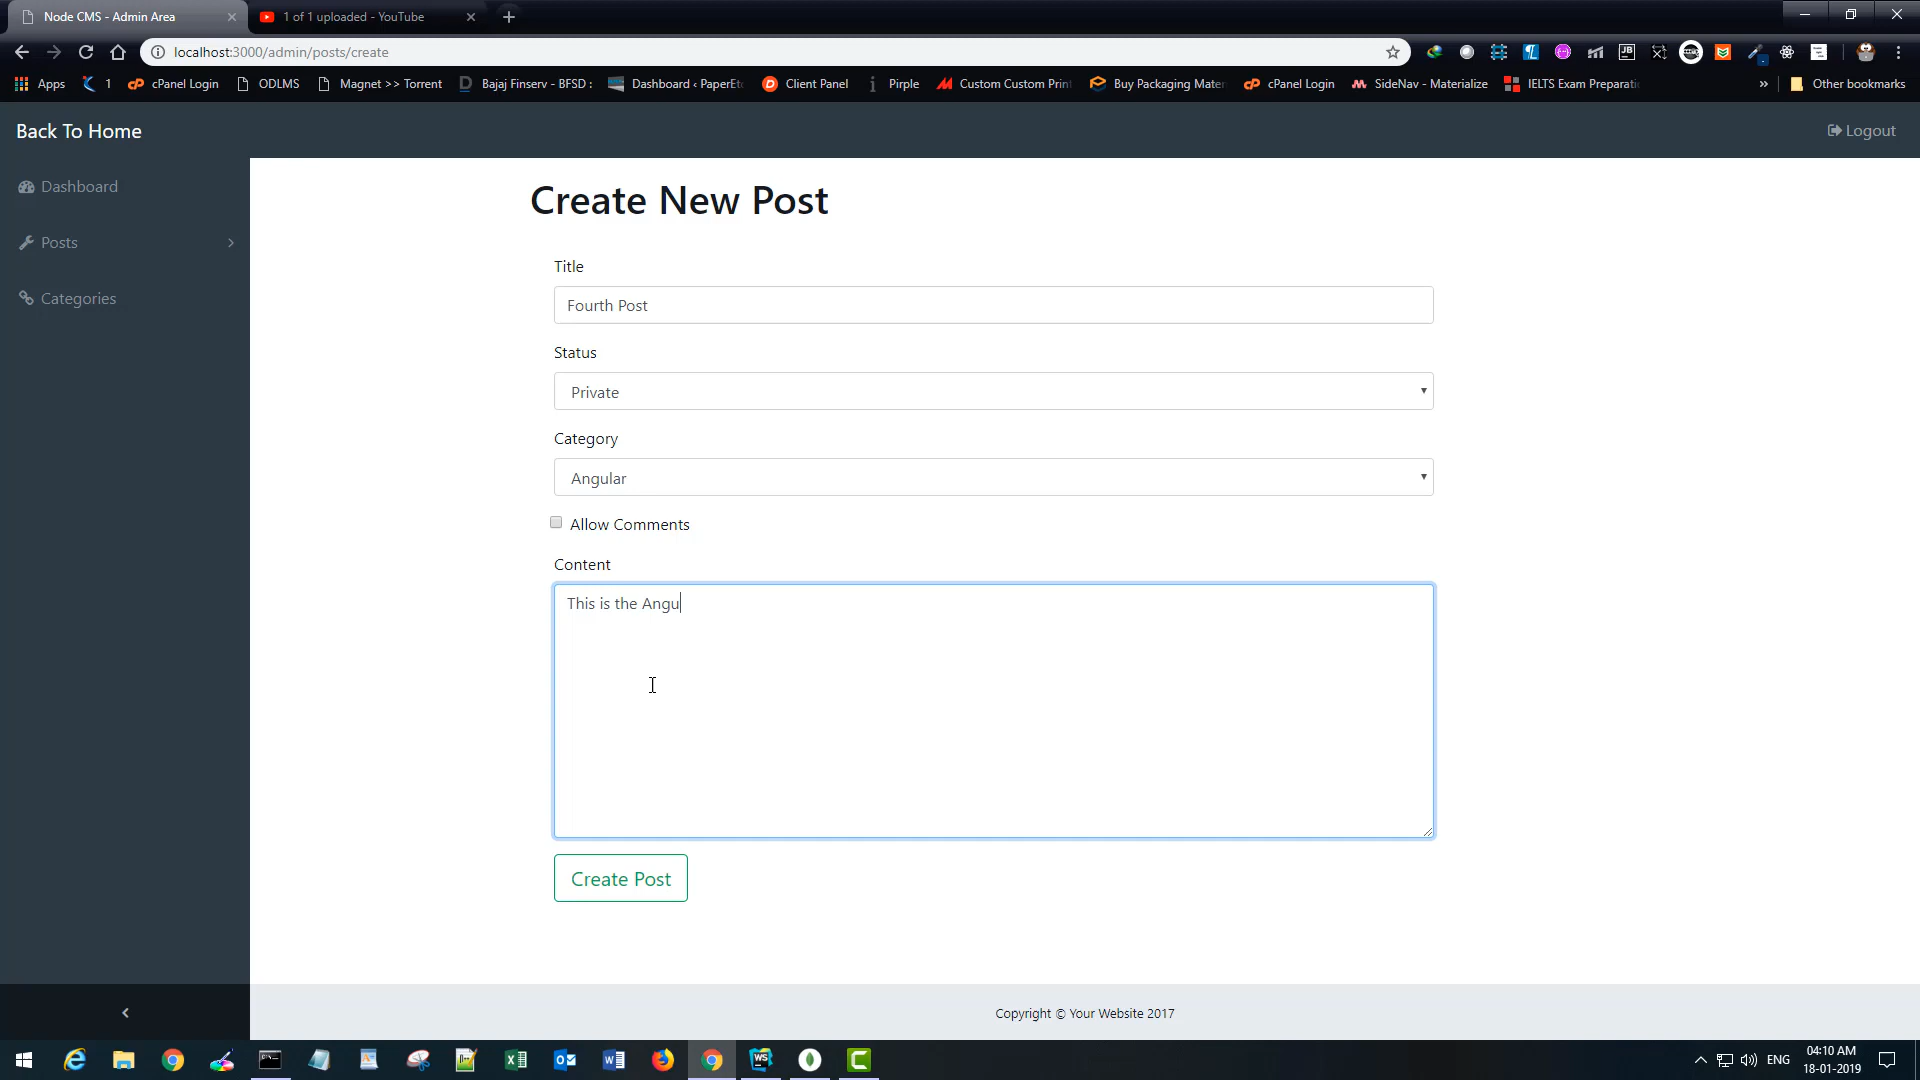 Node CMS - Admin Area
1 of 1 uploaded - YouTube
localhost:3000/admin/posts/create
Apps
1
cPanel Login
ODLMS
Magnet >> Torrent
Bajaj Finserv - BFSD :
Dashboard ‹ PaperEtc
Client Panel
Pirple
Custom Custom Print
Buy Packaging Mater
cPanel Login
SideNav - Materialize
IELTS Exam Preparatio
»
Other bookmarks
Back To Home
Logout
Dashboard
Posts
Categories
Create New Post
Title
Fourth Post
Status
Private
Category
Angular
Allow Comments
Content
This is the Angu
Create Post
Copyright © Your Website 2017
ENG
04:10 AM
18-01-2019